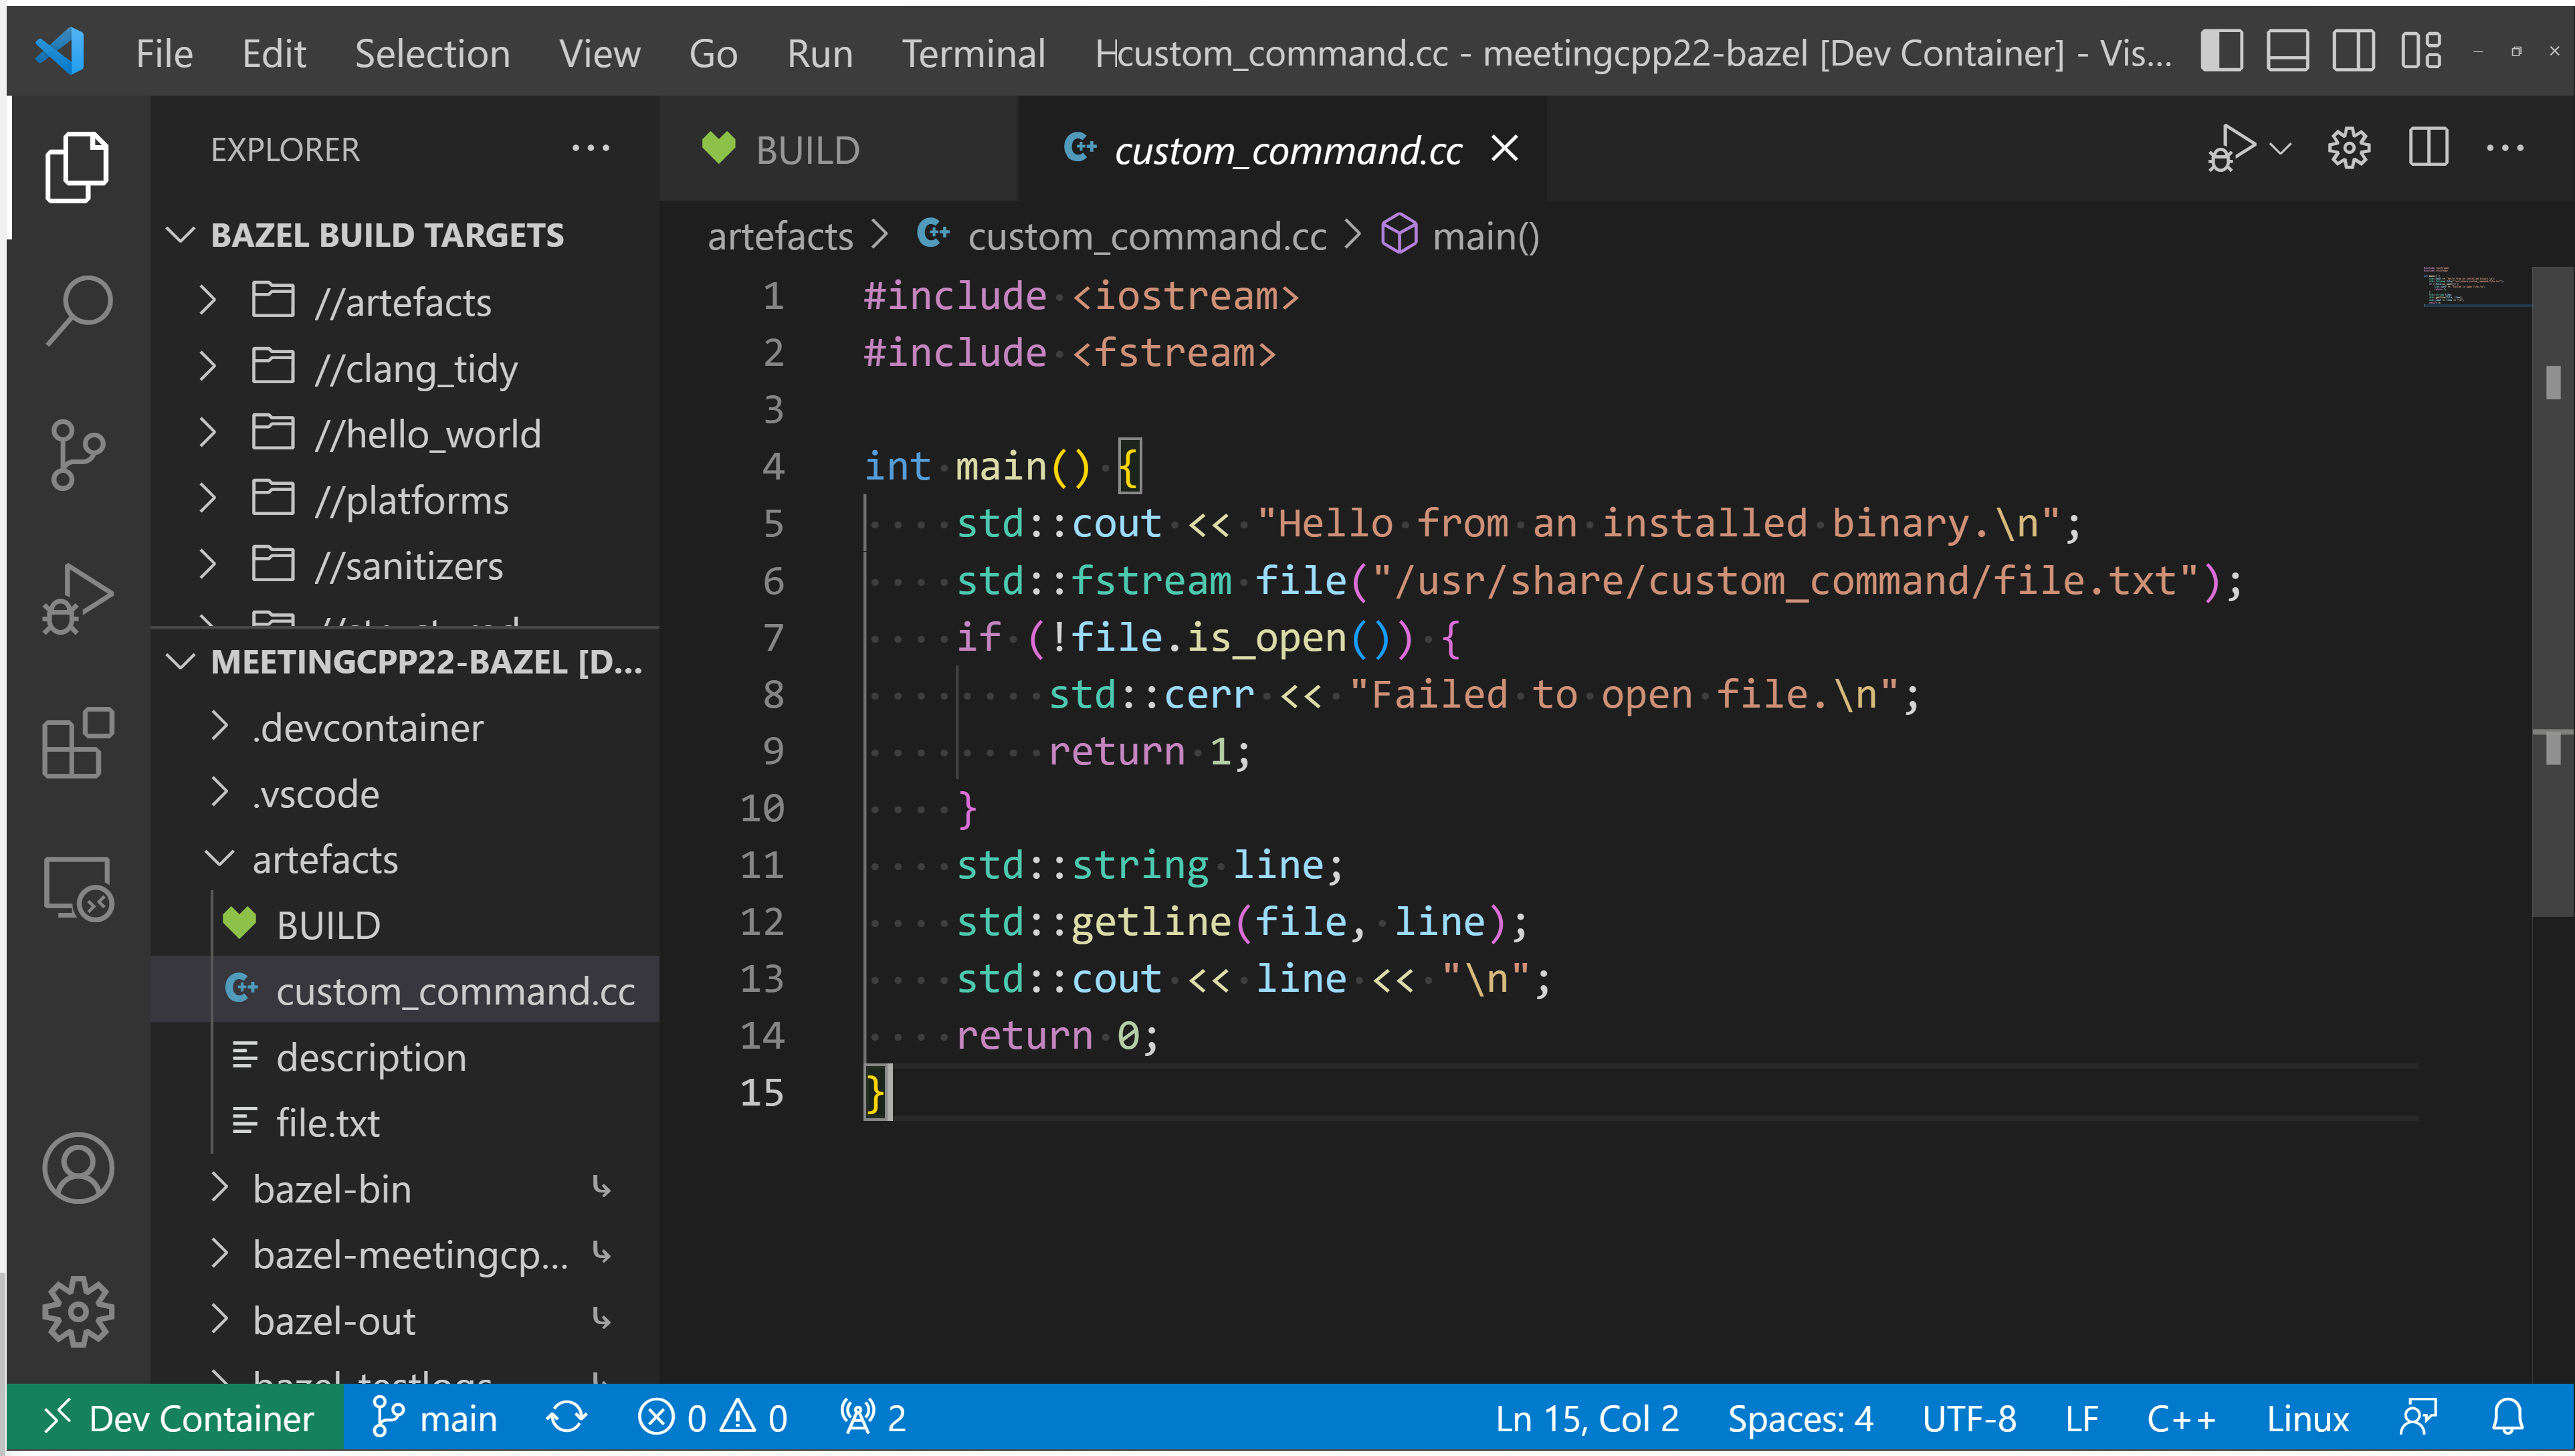 File Edit Selection View Go Run Terminal H custom_command.cc - meetingcpp22-bazel [Dev Container] - Vis...
EXPLORER
BAZEL BUILD TARGETS
//artefacts
//clang_tidy
//hello_world
//platforms
//sanitizers
MEETINGCPP22-BAZEL [D...
.devcontainer
.vscode
artefacts
BUILD
custom_command.cc
description
file.txt
bazel-bin
bazel-meetingcp...
bazel-out
bazel-testlogs
BUILD custom_command.cc
artefacts > custom_command.cc > main()
1 #include <iostream>
2 #include <fstream>
3
4 int main() {
5 std::cout << "Hello from an installed binary.\n";
6 std::fstream file("/usr/share/custom_command/file.txt");
7 if (!file.is_open()) {
8 std::cerr << "Failed to open file.\n";
9 return 1;
10 }
11 std::string line;
12 std::getline(file, line);
13 std::cout << line << "\n";
14 return 0;
15 }
Dev Container main 0 0 2 Ln 15, Col 2 Spaces: 4 UTF-8 LF C++ Linux